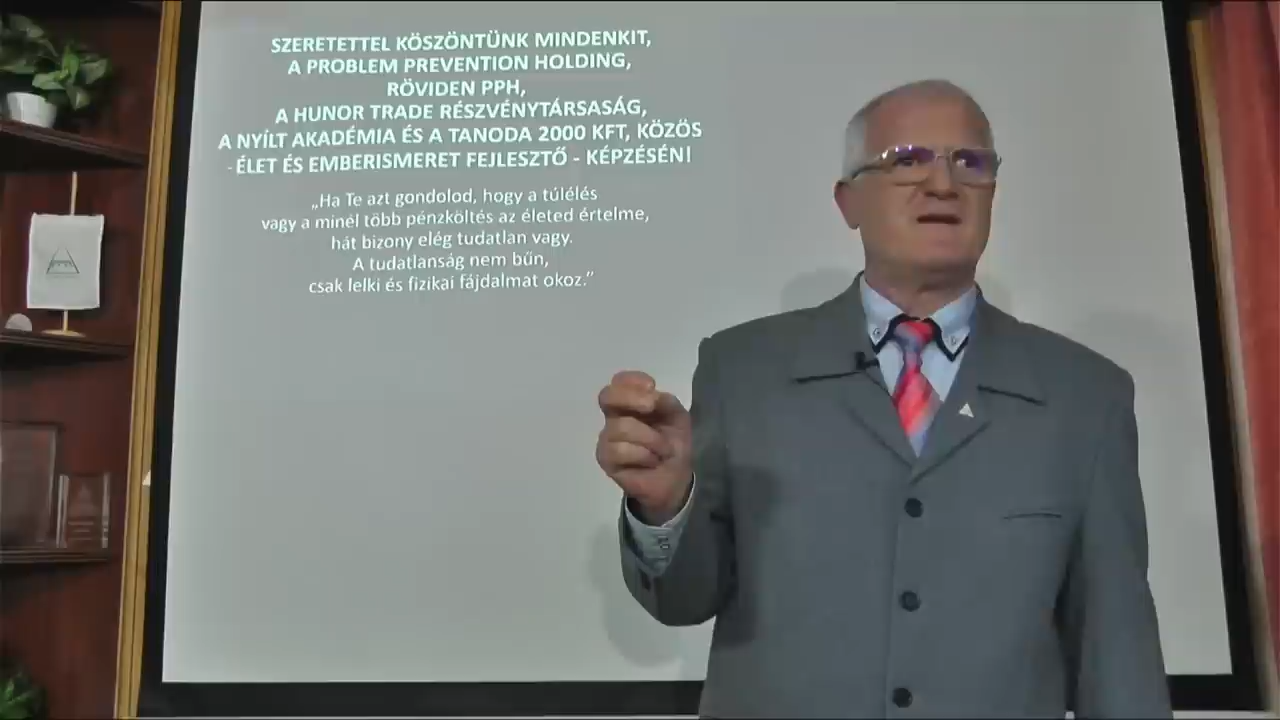 SZERETETTEL KÖSZÖNTÜNK MINDENKIT,
A PROBLEM PREVENTION HOLDING,
RÖVIDEN PPH,
A HUNOR TRADE RÉSZVÉNYTÁRSASÁG,
A NYÍLT AKADÉMIA ÉS A TANODA 2000 KFT, KÖZÖS
- ÉLET ÉS EMBERISMERET FEJLESZTŐ - KÉPZÉSÉN!
„Ha Te azt gondolod, hogy a túlélés
vagy a minél több pénzköltés az életed értelme,
hát bizony elég tudatlan vagy.
A tudatlanság nem bűn,
csak lelki és fizikai fájdalmat okoz.”